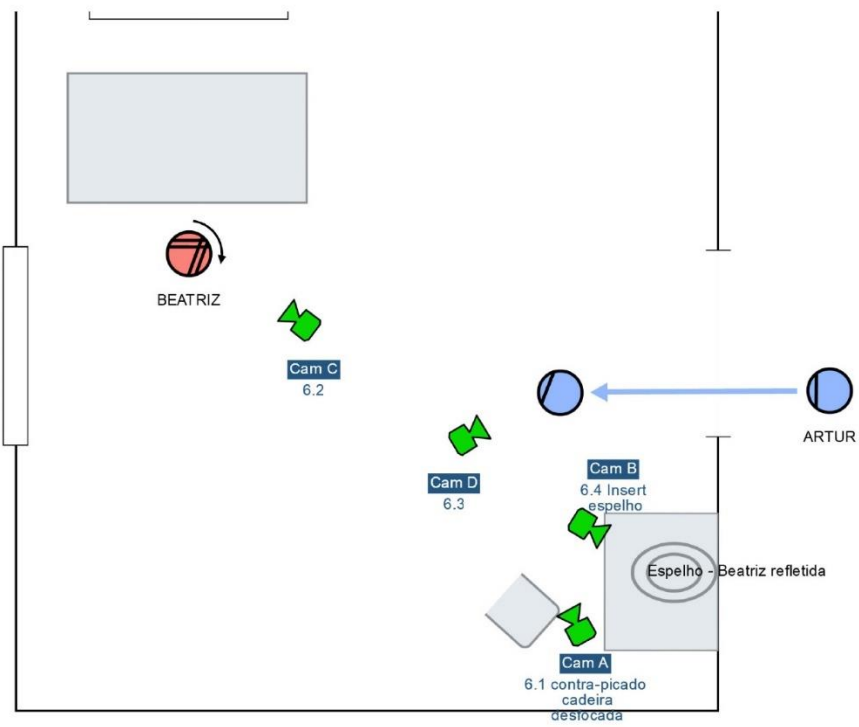 BEATRIZ
Cam C
6.2
ARTUR
Cam D
6.3
Cam B
6.4 Insert
espelho
Espelho - Beatriz refletida
Cam A
6.1 contra-picado
cadeira
desfocada